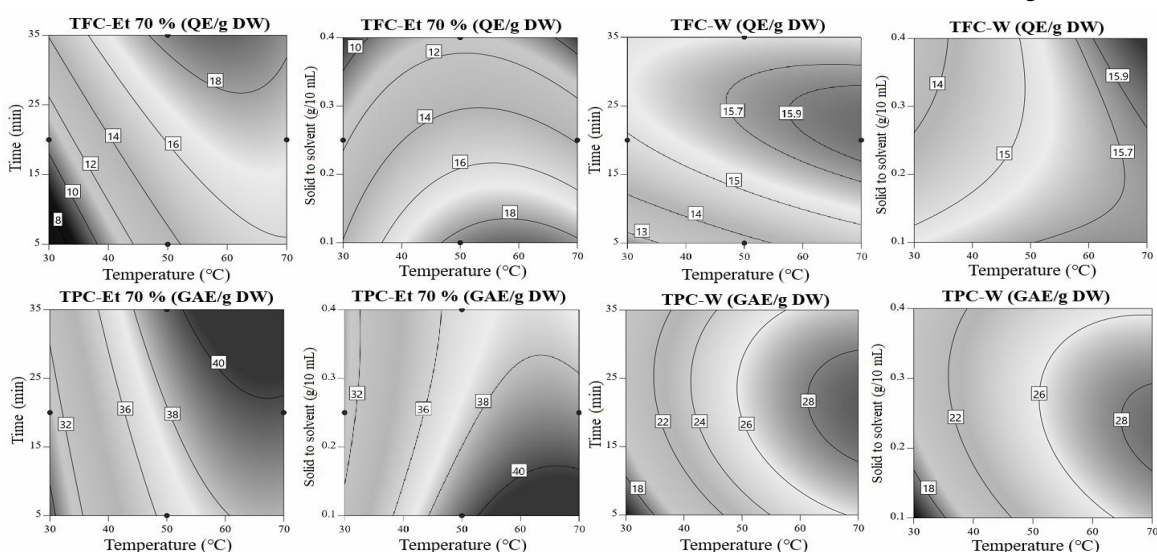 TFC-Et 70 % (QE/g DW)
Time (min)
35
25
15
5
18
16
14
12
10
8
30 40 50 60 70
Temperature (°C)
TFC-Et 70 % (QE/g DW)
Solid to solvent (g/10 mL)
0.4
0.3
0.2
0.1
10
12
14
16
18
30 40 50 60 70
Temperature (°C)
TFC-W (QE/g DW)
Time (min)
35
25
15
5
15.7
15.9
15
14
13
30 40 50 60 70
Temperature (°C)
TFC-W (QE/g DW)
Solid to solvent (g/10 mL)
0.4
0.3
0.2
0.1
14
15.9
15
15.7
30 40 50 60 70
Temperature (°C)
TPC-Et 70 % (GAE/g DW)
Time (min)
35
25
15
5
40
36
38
32
30 40 50 60 70
Temperature (°C)
TPC-Et 70 % (GAE/g DW)
Solid to solvent (g/10 mL)
0.4
0.3
0.2
0.1
32
36
38
40
30 40 50 60 70
Temperature (°C)
TPC-W (GAE/g DW)
Time (min)
35
25
15
5
28
22
24
26
18
30 40 50 60 70
Temperature (°C)
TPC-W (GAE/g DW)
Solid to solvent (g/10 mL)
0.4
0.3
0.2
0.1
26
22
28
18
30 40 50 60 70
Temperature (°C)